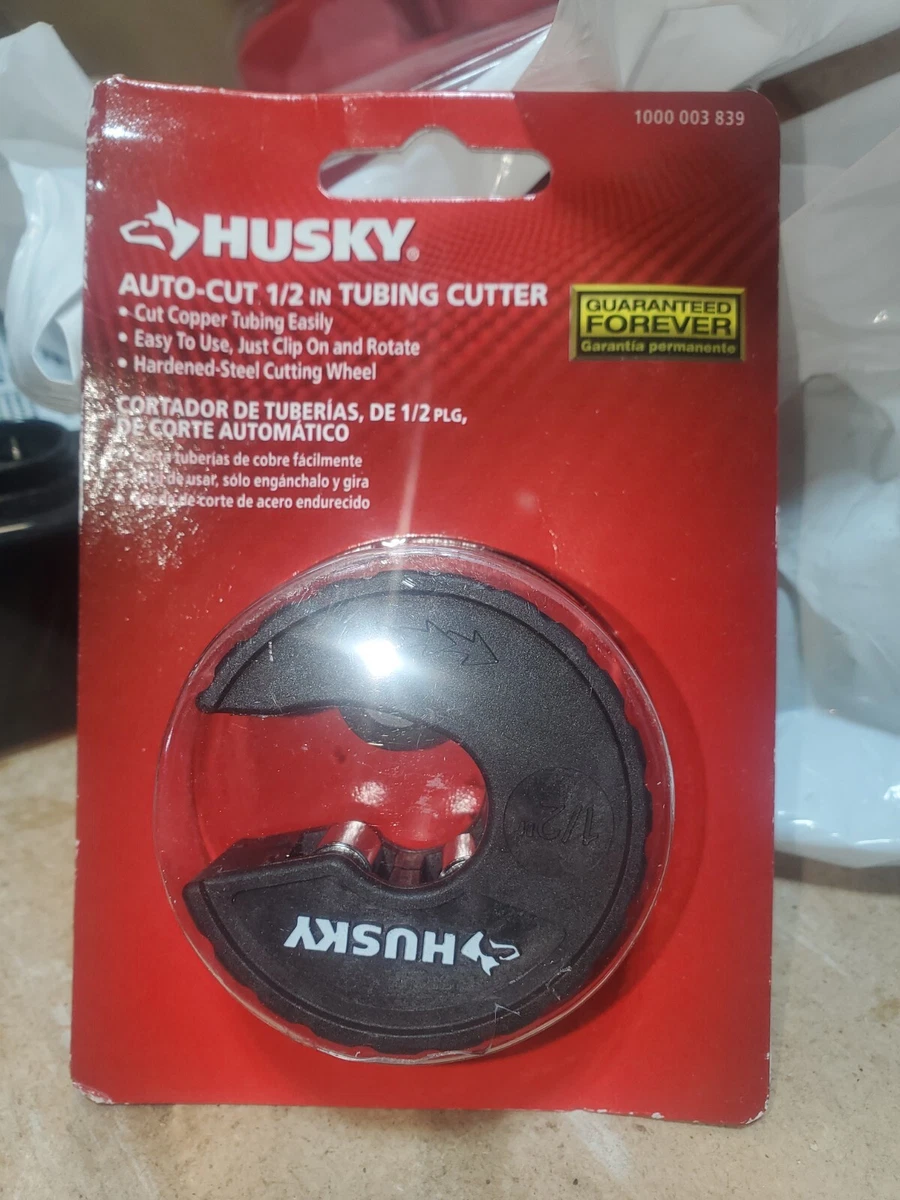 1000 003 839
HUSKY®
AUTO-CUT 1/2 IN TUBING CUTTER
• Cut Copper Tubing Easily
• Easy To Use, Just Clip On and Rotate
• Hardened-Steel Cutting Wheel
GUARANTEED
FOREVER
Garantía permanente
CORTADOR DE TUBERÍAS, DE 1/2 PLG,
DE CORTE AUTOMÁTICO
tuberías de cobre fácilmente
de usar, sólo engánchalo y gira
de corte de acero endurecido
1/2"
HUSKY